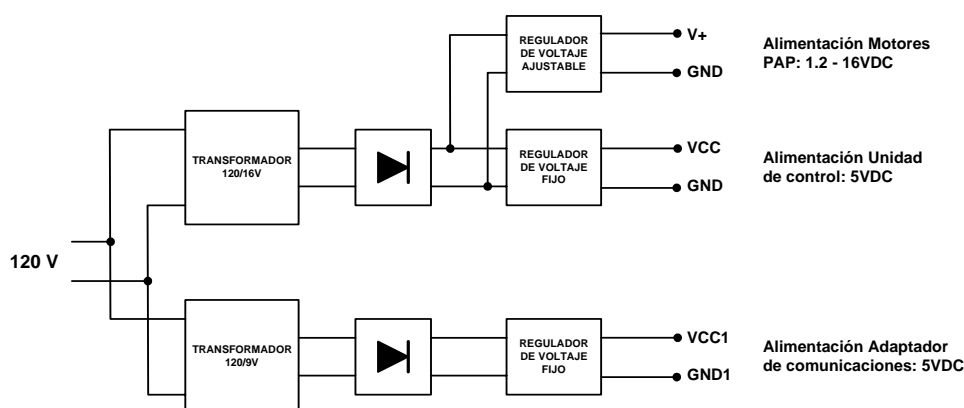 REGULADOR
DE VOLTAJE
AJUSTABLE
V+
GND
Alimentación Motores
PAP: 1.2 - 16VDC
TRANSFORMADOR
120/16V
REGULADOR
DE VOLTAJE
FIJO
VCC
GND
Alimentación Unidad
de control: 5VDC
120 V
TRANSFORMADOR
120/9V
REGULADOR
DE VOLTAJE
FIJO
VCC1
GND1
Alimentación Adaptador
de comunicaciones: 5VDC